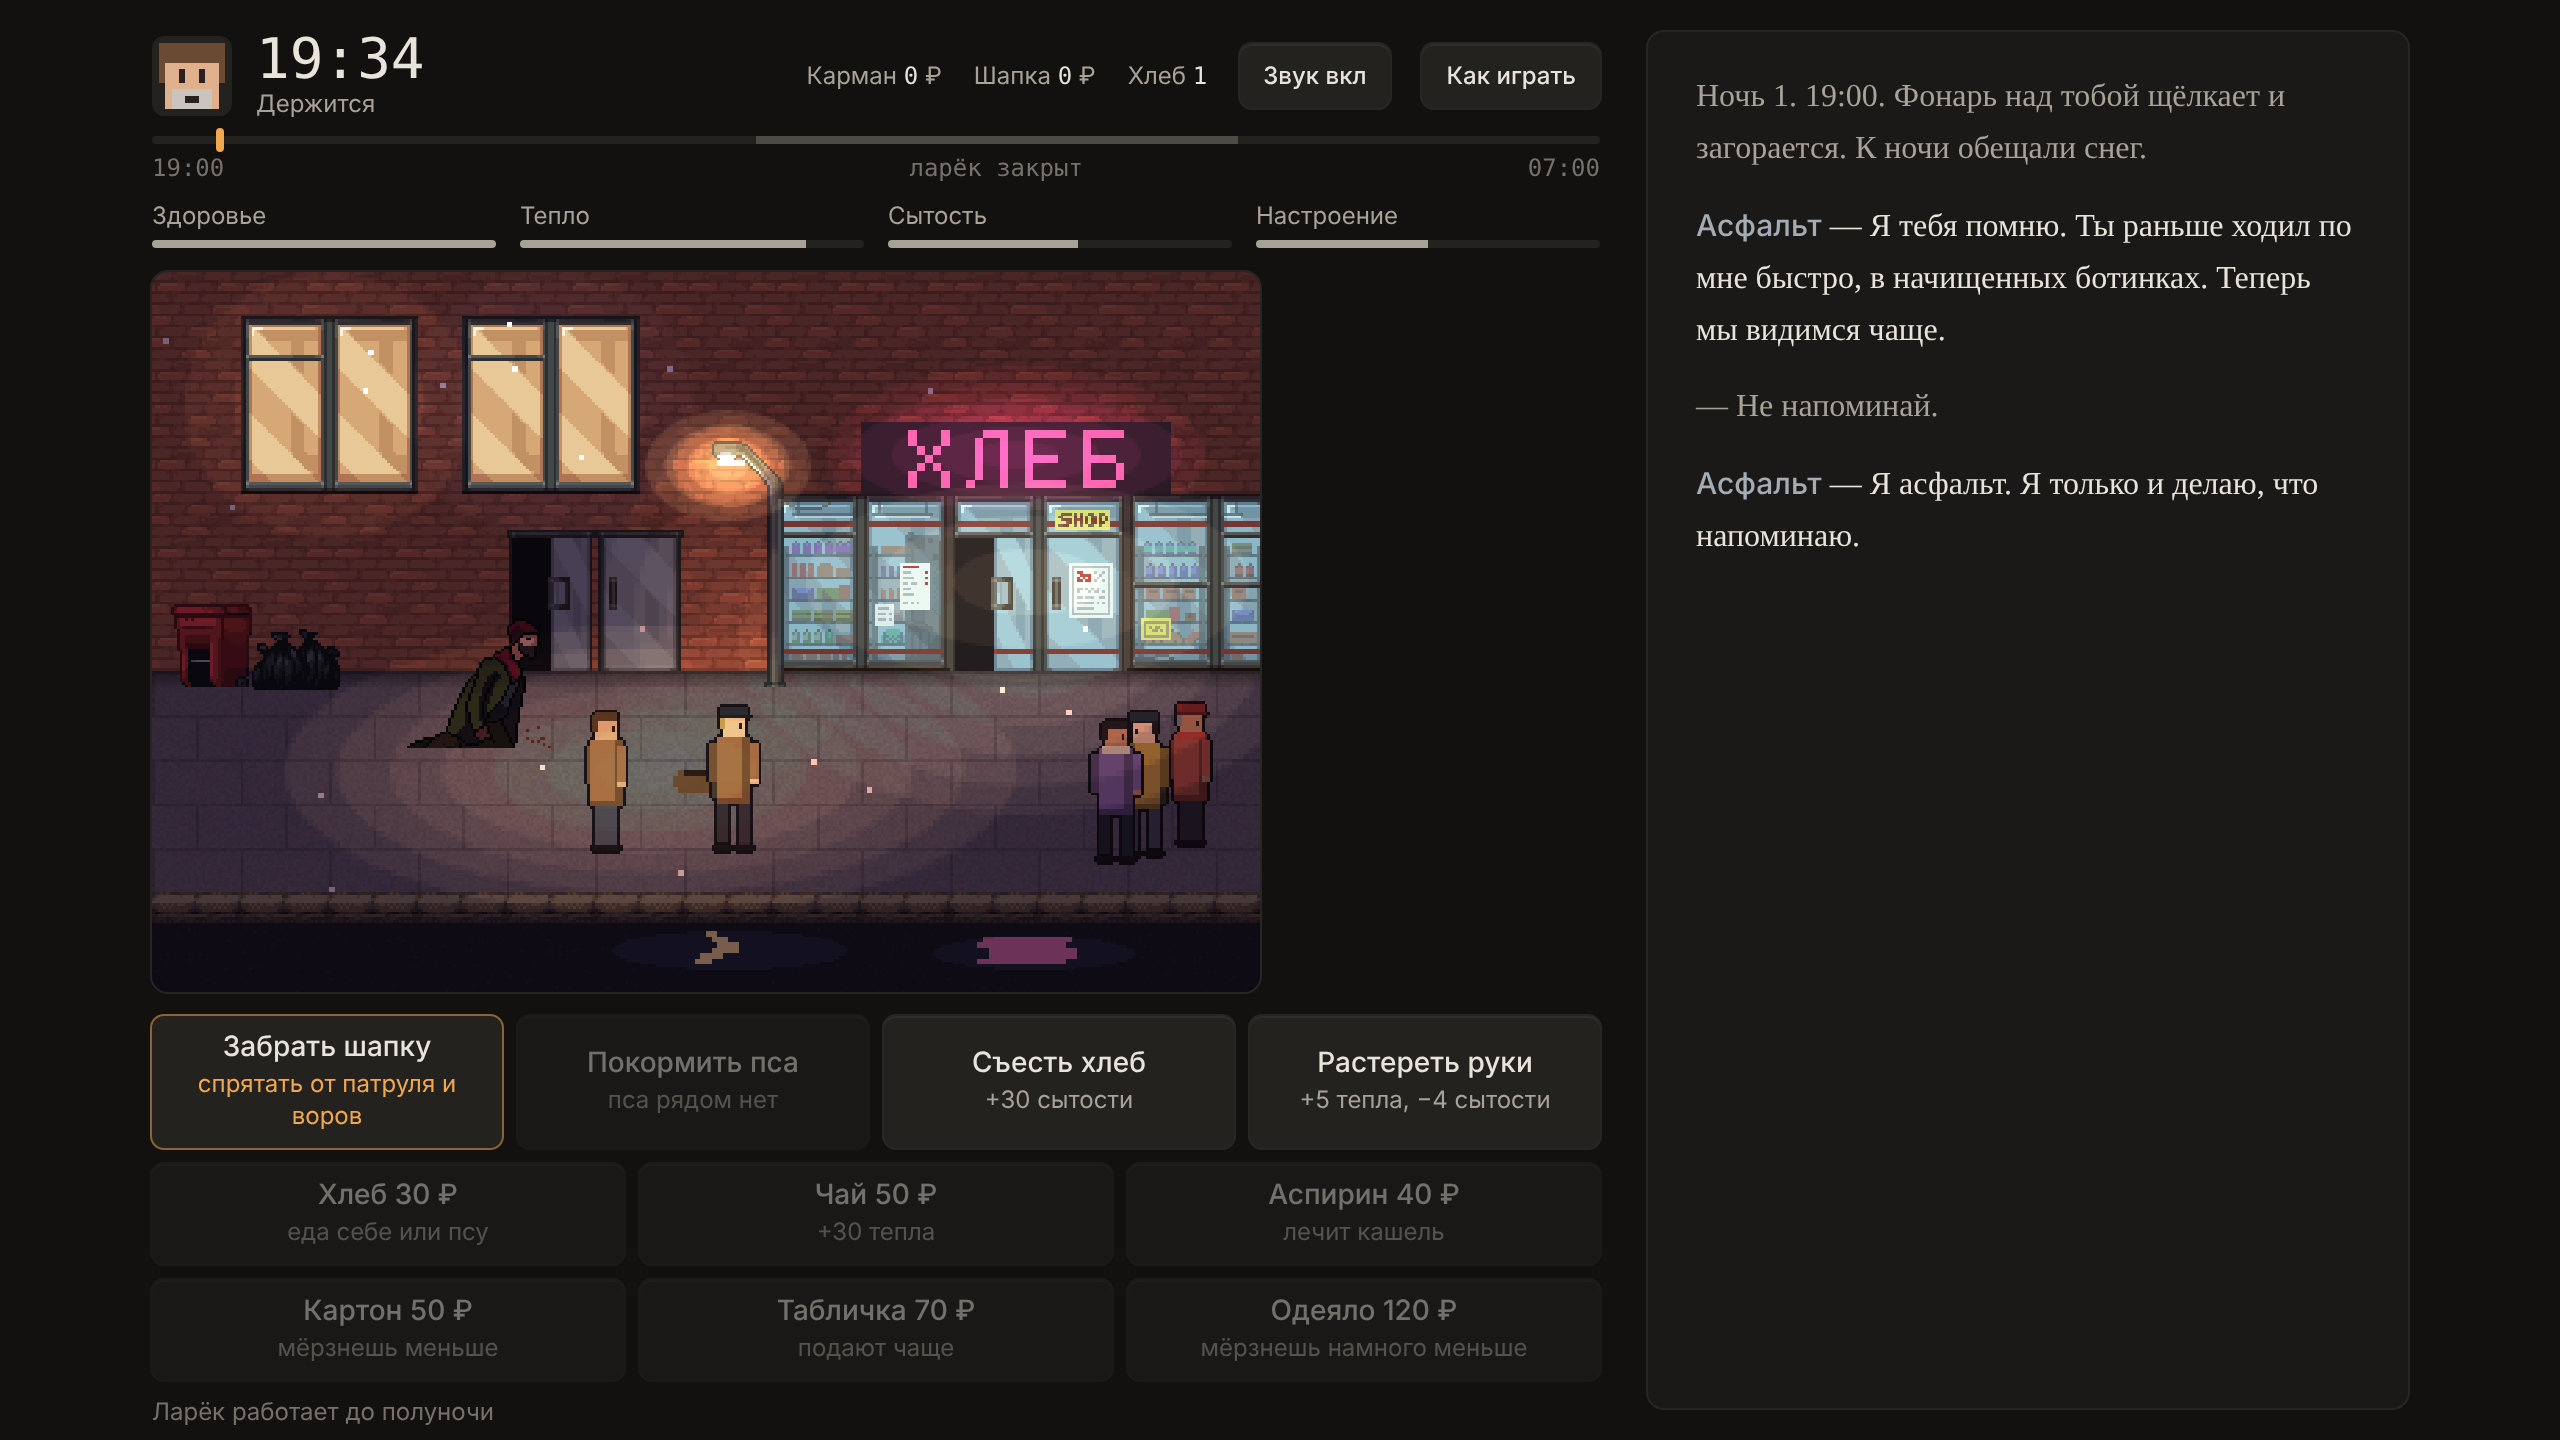 19:34
Держится
Карман 0 ₽
Шапка 0 ₽
Хлеб 1
Звук вкл
Как играть
19:00
ларёк закрыт
07:00
Здоровье
Тепло
Сытость
Настроение
ХЛЕБ
SHOP
Забрать шапку
спрятать от патруля и
воров
Покормить пса
пса рядом нет
Съесть хлеб
+30 сытости
Растереть руки
+5 тепла, −4 сытости
Хлеб 30 ₽
еда себе или псу
Чай 50 ₽
+30 тепла
Аспирин 40 ₽
лечит кашель
Картон 50 ₽
мёрзнешь меньше
Табличка 70 ₽
подают чаще
Одеяло 120 ₽
мёрзнешь намного меньше
Ларёк работает до полуночи
Ночь 1. 19:00. Фонарь над тобой щёлкает и
загорается. К ночи обещали снег.
Асфальт — Я тебя помню. Ты раньше ходил по
мне быстро, в начищенных ботинках. Теперь
мы видимся чаще.
— Не напоминай.
Асфальт — Я асфальт. Я только и делаю, что
напоминаю.